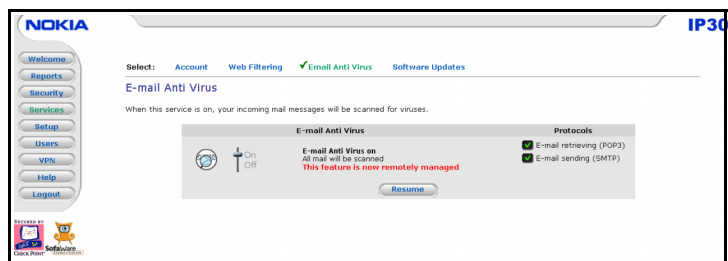 NOKIA
IP30
Welcome
Reports
Security
Services
Setup
Users
VPN
Help
Logout
SECURED BY
CHECK POINT
SofaWare
Select: Account Web Filtering Email Anti Virus Software Updates
E-mail Anti Virus
When this service is on, your incoming mail messages will be scanned for viruses.
E-mail Anti Virus
Protocols
On
Off
E-mail Anti Virus on
All mail will be scanned
This feature is now remotely managed
E-mail retrieving (POP3)
E-mail sending (SMTP)
Resume